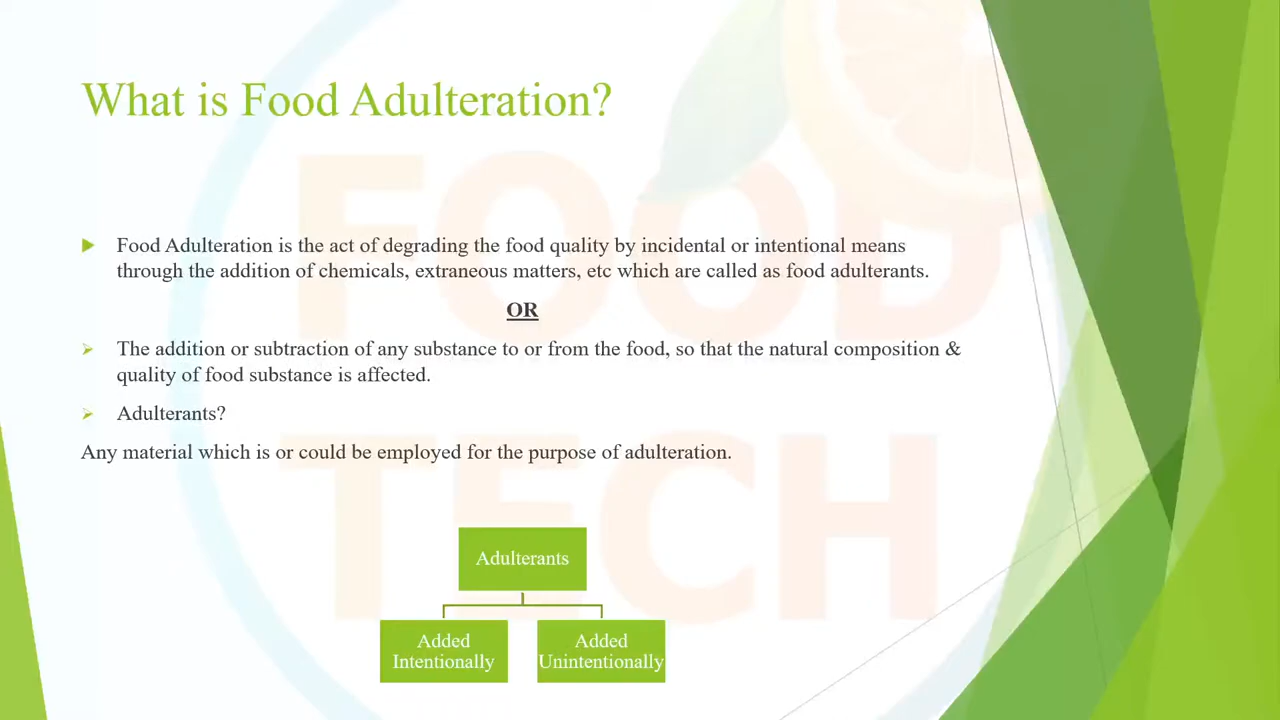 What is Food Adulteration?
Food Adulteration is the act of degrading the food quality by incidental or intentional means
through the addition of chemicals, extraneous matters, etc which are called as food adulterants.
OR
The addition or subtraction of any substance to or from the food, so that the natural composition &
quality of food substance is affected.
Adulterants?
Any material which is or could be employed for the purpose of adulteration.
Adulterants
Added
Intentionally
Added
Unintentionally
FOOD
TECH